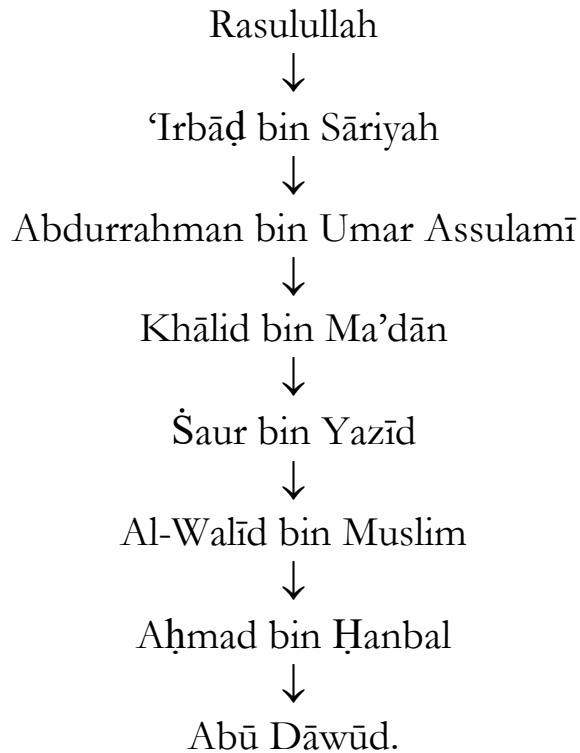 Rasulullah
↓
‘Irbāḍ bin Sāriyah
↓
Abdurrahman bin Umar Assulamī
↓
Khālid bin Ma’dān
↓
Ṡaur bin Yazīd
↓
Al-Walīd bin Muslim
↓
Aḥmad bin Ḥanbal
↓
Abū Dāwūd.